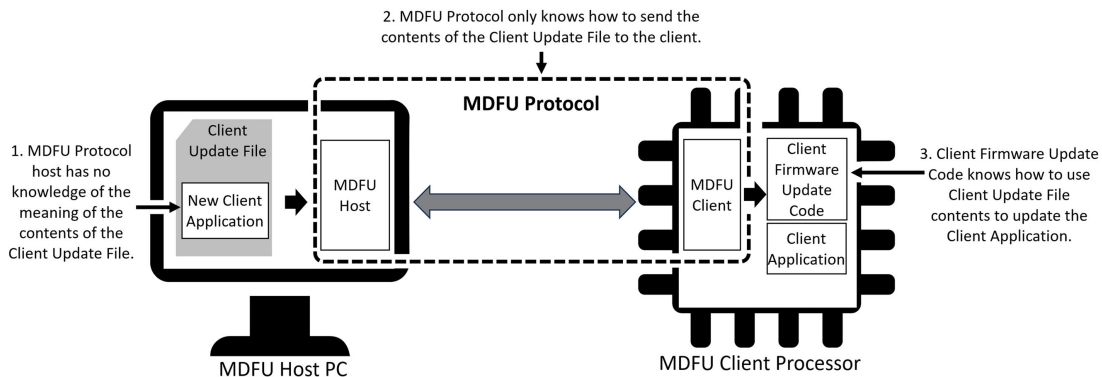 2. MDFU Protocol only knows how to send the
contents of the Client Update File to the client.
MDFU Protocol
1. MDFU Protocol
host has no
knowledge of the
meaning of the
contents of the
Client Update File.
Client
Update File
New Client
Application
MDFU
Host
MDFU
Client
Client
Firmware
Update
Code
Client
Application
3. Client Firmware Update
Code knows how to use
Client Update File
contents to update the
Client Application.
MDFU Host PC
MDFU Client Processor